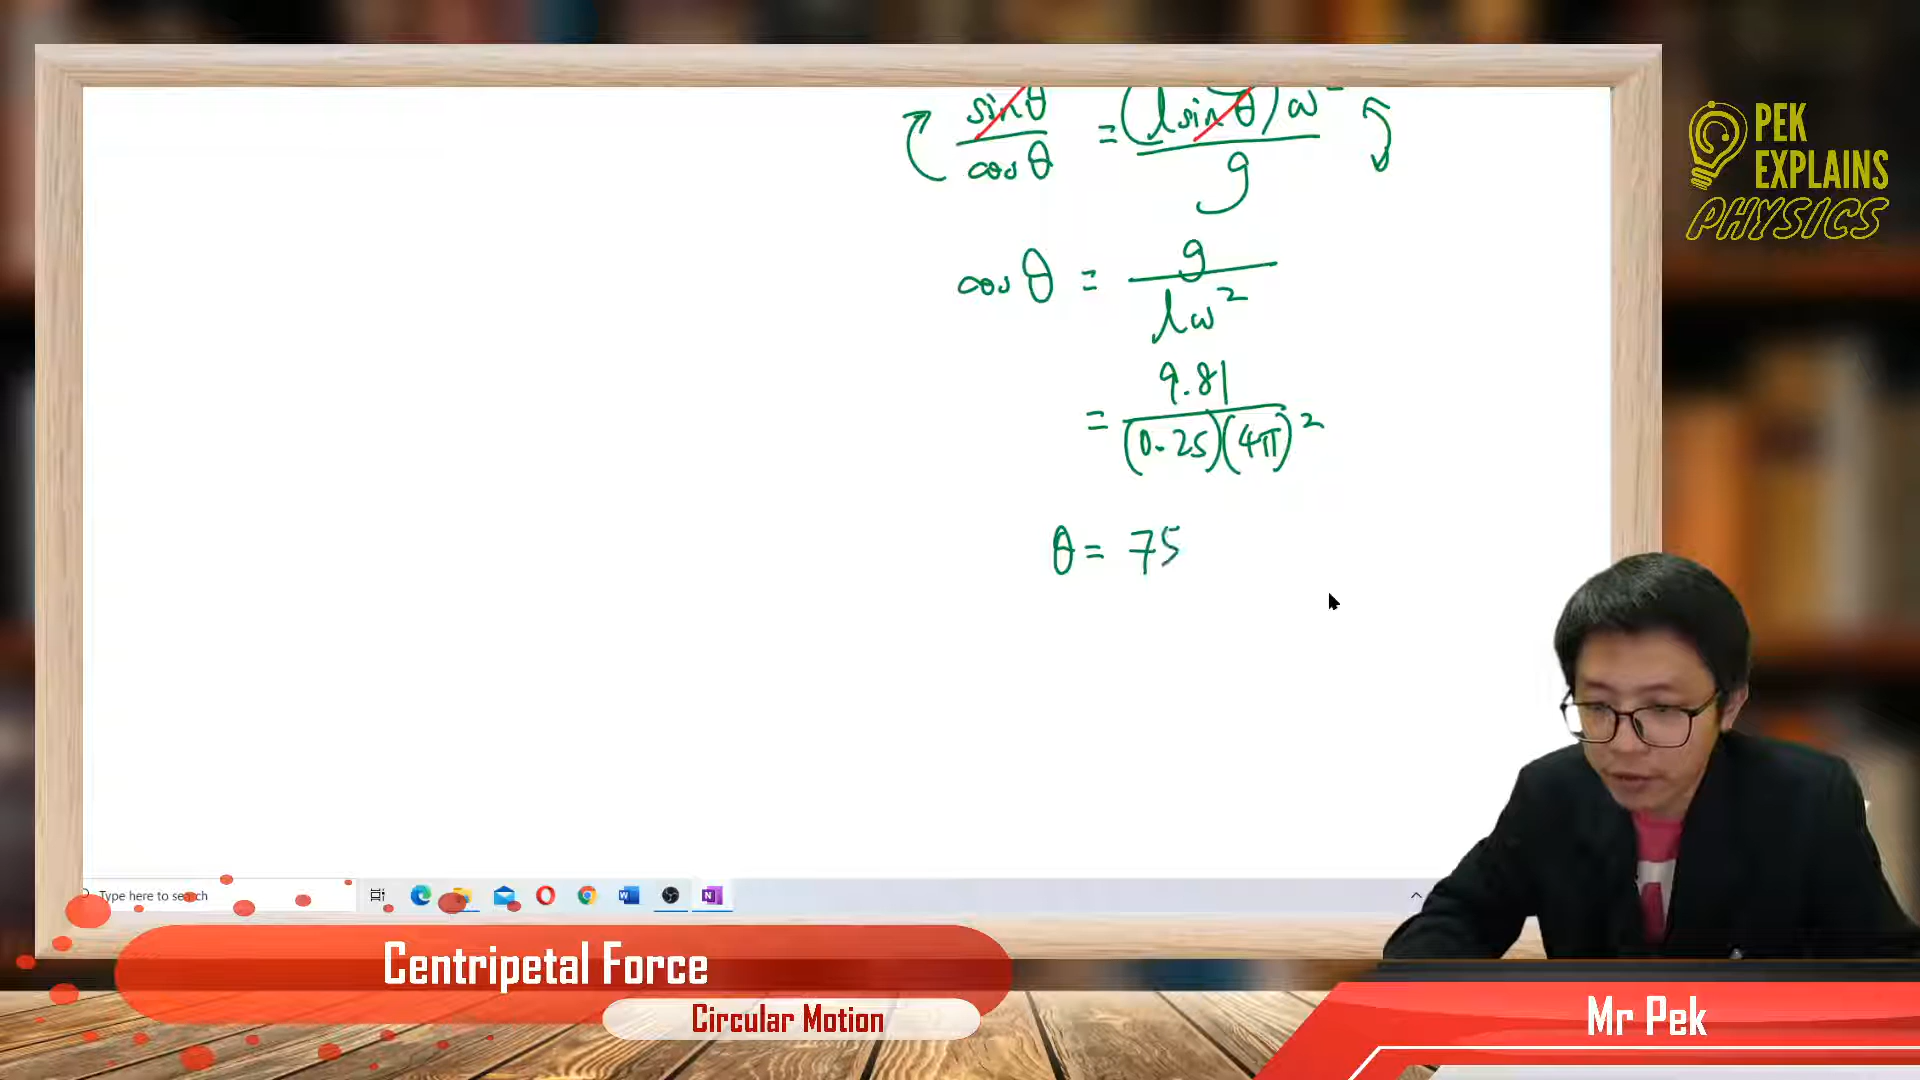 sinθ = (lsinθ)ω²
cosθ g
cosθ = g
lω²
= 9.81
(0.25)(4π)²
θ = 75
PEK
EXPLAINS
PHYSICS
Type here to search
Centripetal Force
Circular Motion
Mr Pek